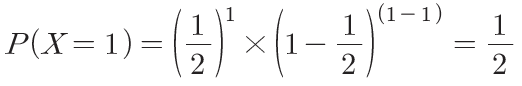 P(X = 1) = (1/2)^1 × (1 − 1/2)^(1 − 1) = 1/2